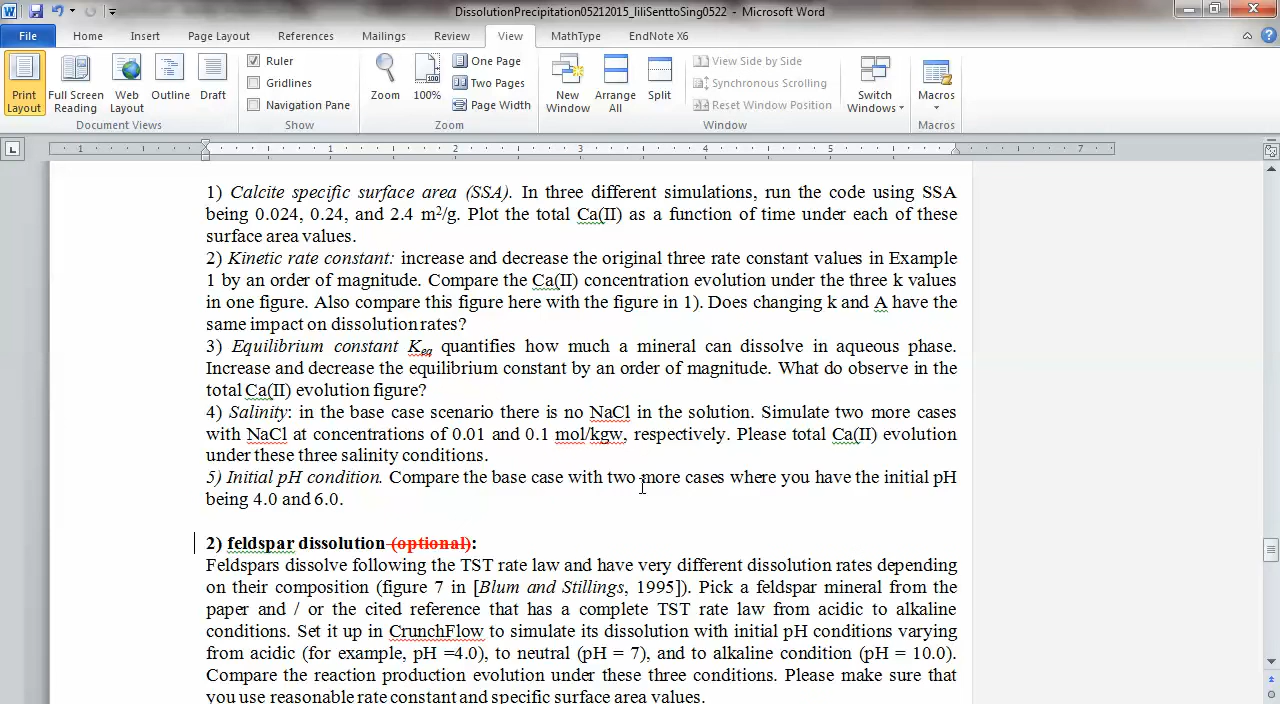 DissolutionPrecipitation05212015_liliSenttoSing0522 - Microsoft Word
File Home Insert Page Layout References Mailings Review View MathType EndNote X6
Print Layout
Full Screen Reading
Web Layout
Outline
Draft
Document Views
Ruler
Gridlines
Navigation Pane
Show
Zoom
100%
One Page
Two Pages
Page Width
Zoom
New Window
Arrange All
Split
View Side by Side
Synchronous Scrolling
Reset Window Position
Window
Switch Windows
Macros
Macros
1 1 2 3 4 5 7
1) Calcite specific surface area (SSA). In three different simulations, run the code using SSA
being 0.024, 0.24, and 2.4 m²/g. Plot the total Ca(II) as a function of time under each of these
surface area values.
2) Kinetic rate constant: increase and decrease the original three rate constant values in Example
1 by an order of magnitude. Compare the Ca(II) concentration evolution under the three k values
in one figure. Also compare this figure here with the figure in 1). Does changing k and A have the
same impact on dissolution rates?
3) Equilibrium constant Keq quantifies how much a mineral can dissolve in aqueous phase.
Increase and decrease the equilibrium constant by an order of magnitude. What do observe in the
total Ca(II) evolution figure?
4) Salinity: in the base case scenario there is no NaCl in the solution. Simulate two more cases
with NaCl at concentrations of 0.01 and 0.1 mol/kgw, respectively. Please total Ca(II) evolution
under these three salinity conditions.
5) Initial pH condition. Compare the base case with two more cases where you have the initial pH
being 4.0 and 6.0.
2) feldspar dissolution (optional):
Feldspars dissolve following the TST rate law and have very different dissolution rates depending
on their composition (figure 7 in [Blum and Stillings, 1995]). Pick a feldspar mineral from the
paper and / or the cited reference that has a complete TST rate law from acidic to alkaline
conditions. Set it up in CrunchFlow to simulate its dissolution with initial pH conditions varying
from acidic (for example, pH =4.0), to neutral (pH = 7), and to alkaline condition (pH = 10.0).
Compare the reaction production evolution under these three conditions. Please make sure that
you use reasonable rate constant and specific surface area values.